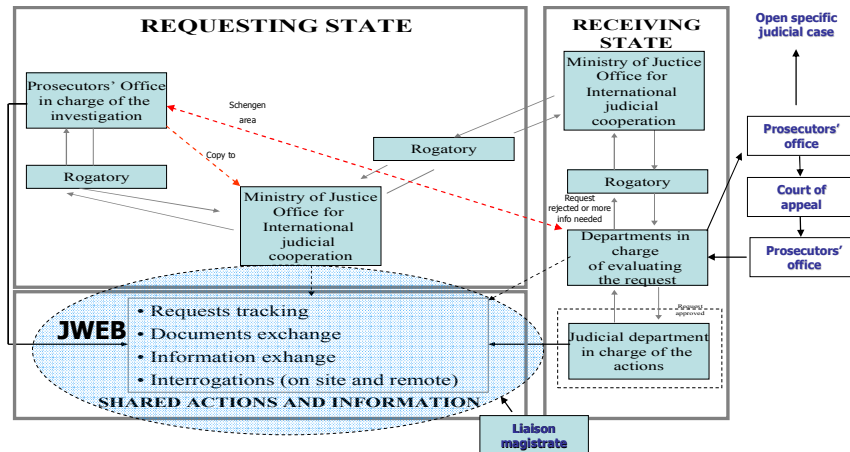 REQUESTING STATE
Prosecutors' Office
in charge of the
investigation
Schengen
area
Copy to
Rogatory
Rogatory
Ministry of Justice
Office for
International
judicial
cooperation
RECEIVING
STATE
Ministry of Juctice
Office for
International
judicial
cooperation
Rogatory
Request
rejected or more
info needed
Departments in
charge
of evaluating
the request
Request
approved
Judicial department
in charge of the
actions
Open specific
judicial case
Prosecutors'
office
Court of
appeal
Prosecutors'
office
JWEB
• Requests tracking
• Documents exchange
• Information exhange
• Interrogations (on site and remote)
SHARED ACTIONS AND INFORMATION
Liaison
magistrate